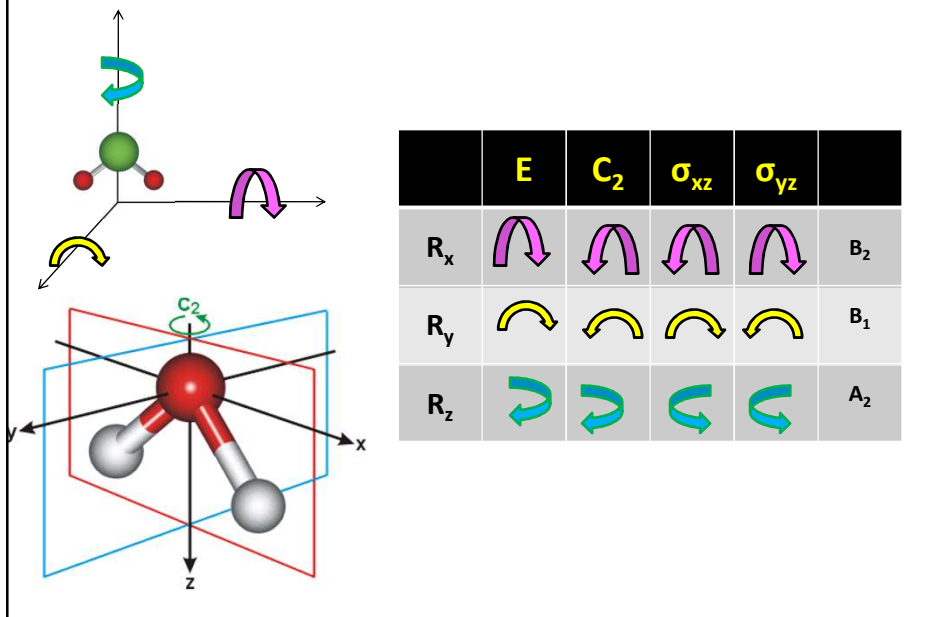 E C₂ σxz σyz
Rx B₂
Ry B₁
Rz A₂
C₂
y
x
z